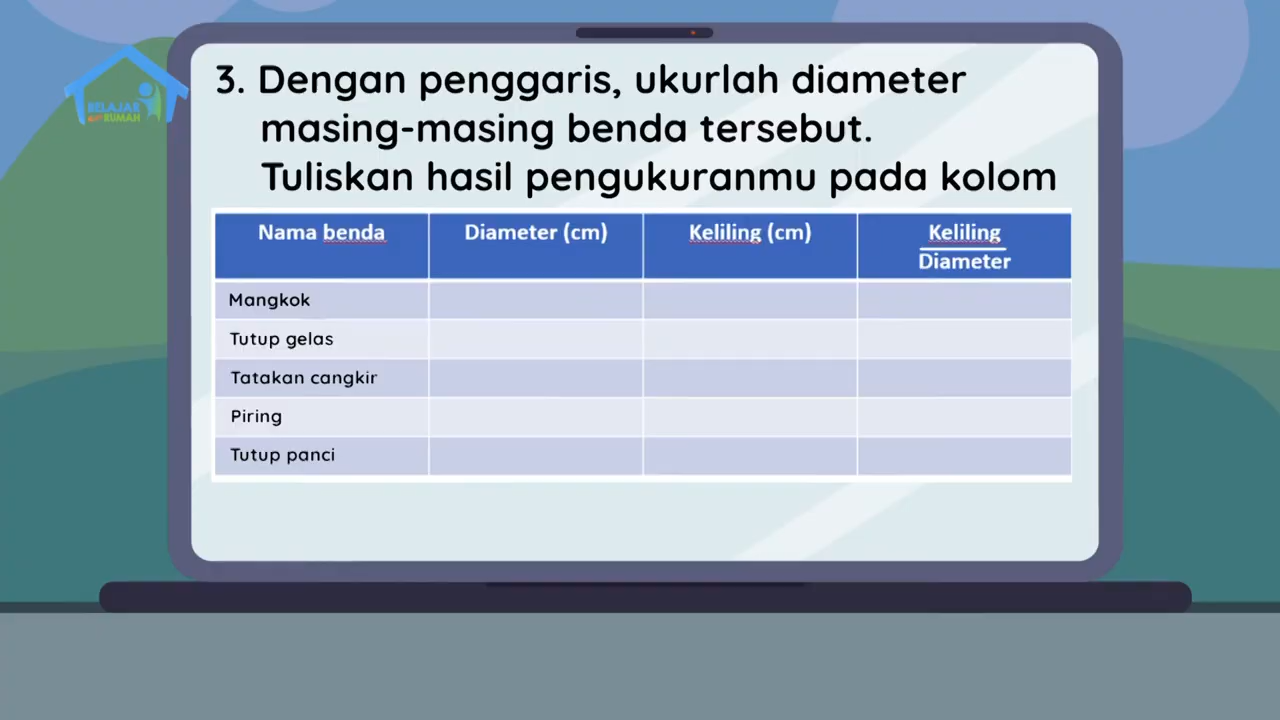 BELAJAR
RUMAH
3. Dengan penggaris, ukurlah diameter
masing-masing benda tersebut.
Tuliskan hasil pengukuranmu pada kolom
Nama benda Diameter (cm) Keliling (cm) Keliling
Diameter
Mangkok
Tutup gelas
Tatakan cangkir
Piring
Tutup panci